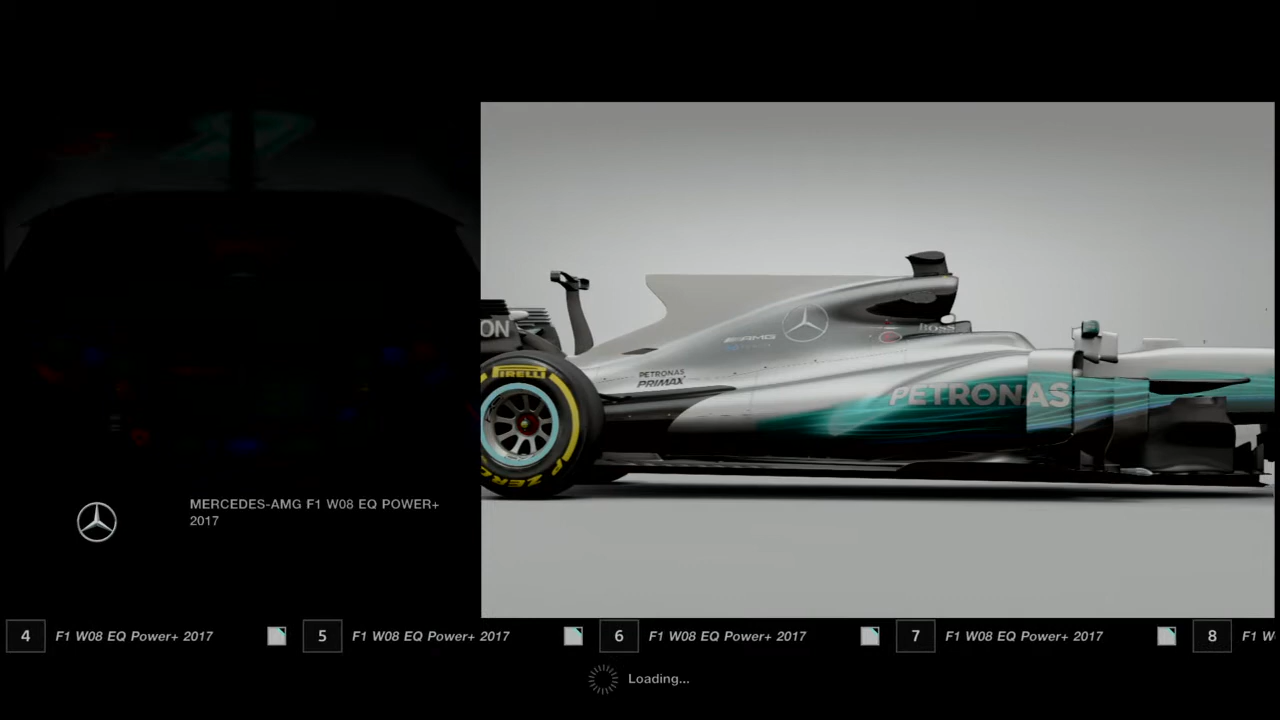 ON
BOSS
AMG
PETRONAS
PRIMAX
PETRONAS
PIRELLI
P ZERO
MERCEDES-AMG F1 W08 EQ POWER+
2017
4 F1 W08 EQ Power+ 2017 5 F1 W08 EQ Power+ 2017 6 F1 W08 EQ Power+ 2017 7 F1 W08 EQ Power+ 2017 8 F1 W
Loading...